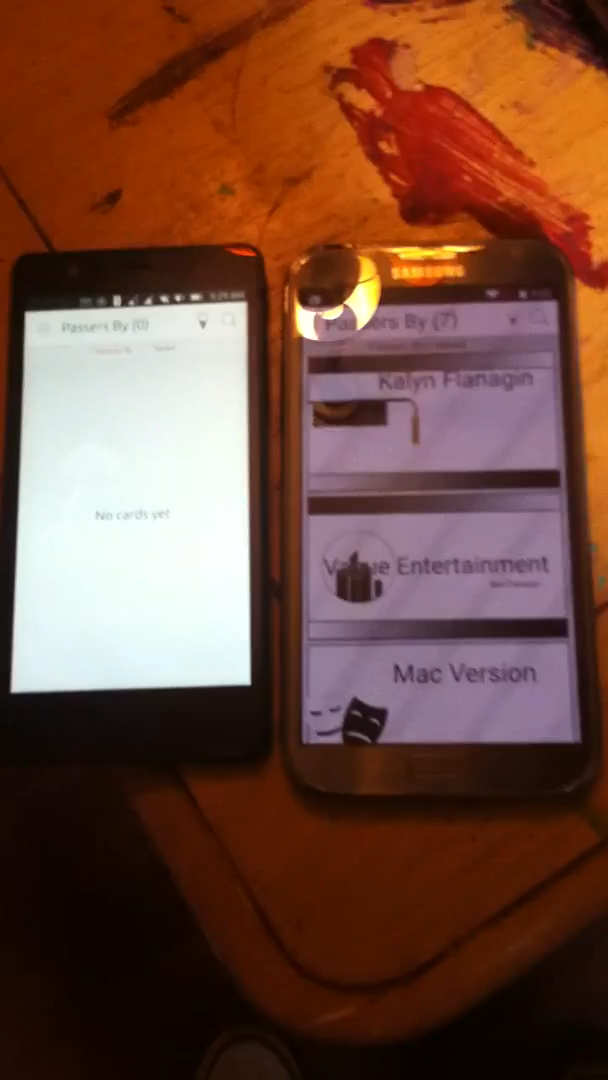 Passers By (0)
No cards yet
SAMSUNG
Passers By (7)
Kalyn Flanagin
Entertainment
Mac Version